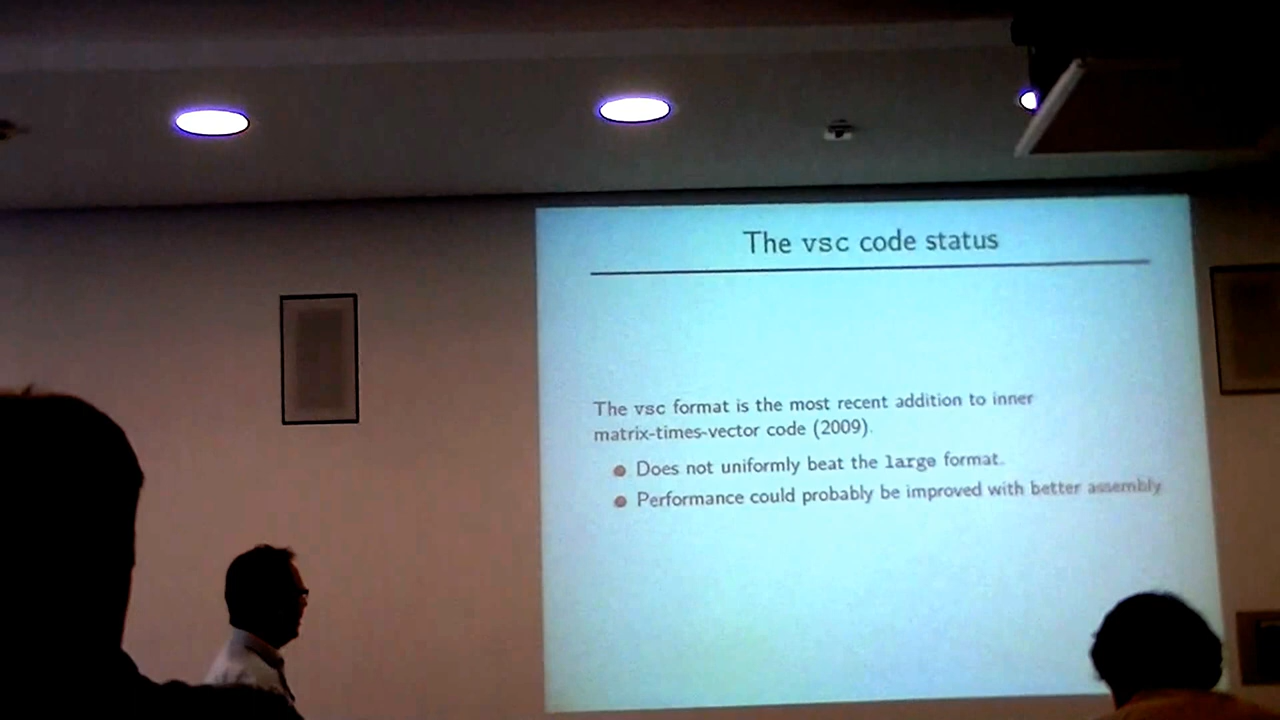 The vsc code status
The vsc format is the most recent addition to inner
matrix-times-vector code (2009).
Does not uniformly beat the large format.
Performance could probably be improved with better assembly